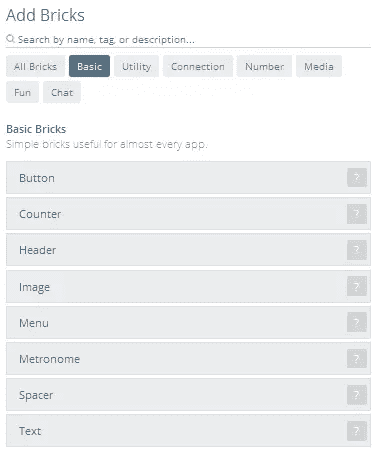 Add Bricks
Search by name, tag, or description...
All Bricks Basic Utility Connection Number Media
Fun Chat
Basic Bricks
Simple bricks useful for almost every app.
Button ?
Counter ?
Header ?
Image ?
Menu ?
Metronome ?
Spacer ?
Text ?